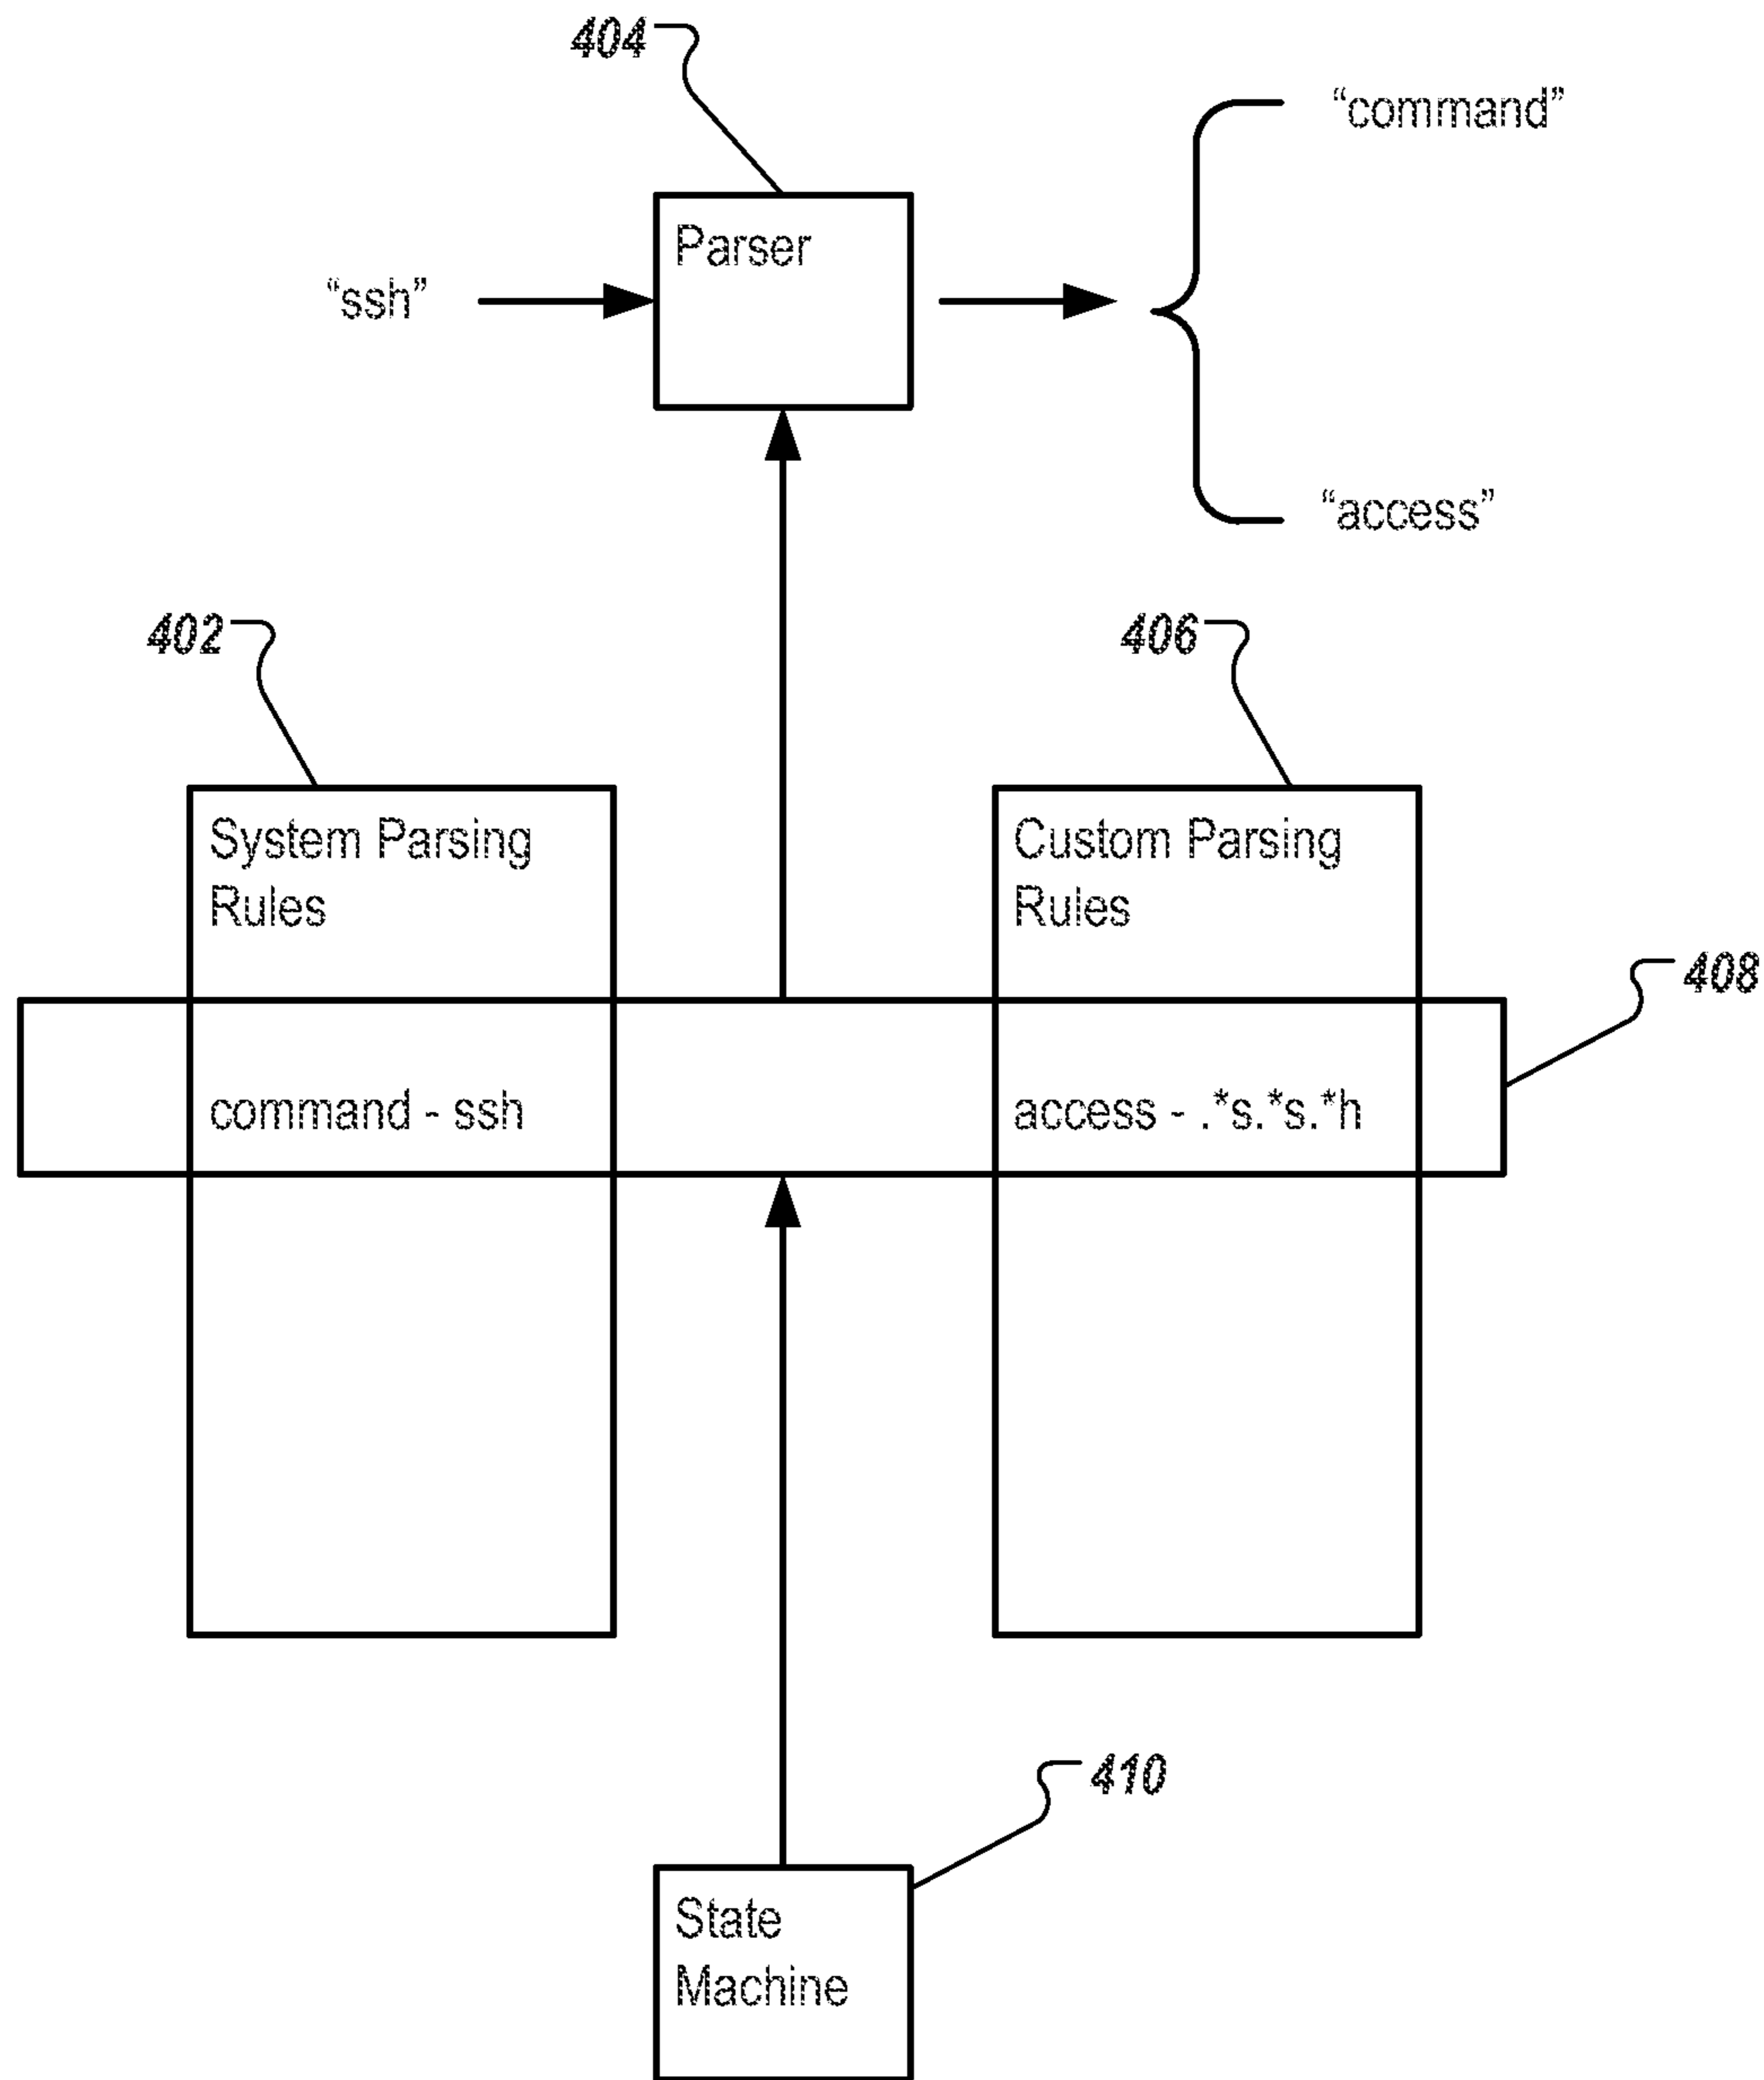 404
“command”
Parser
“ssh”
“access”
402
406
System Parsing
Rules
Custom Parsing
Rules
408
command - ssh
access - .*s.*s.*h
410
State
Machine